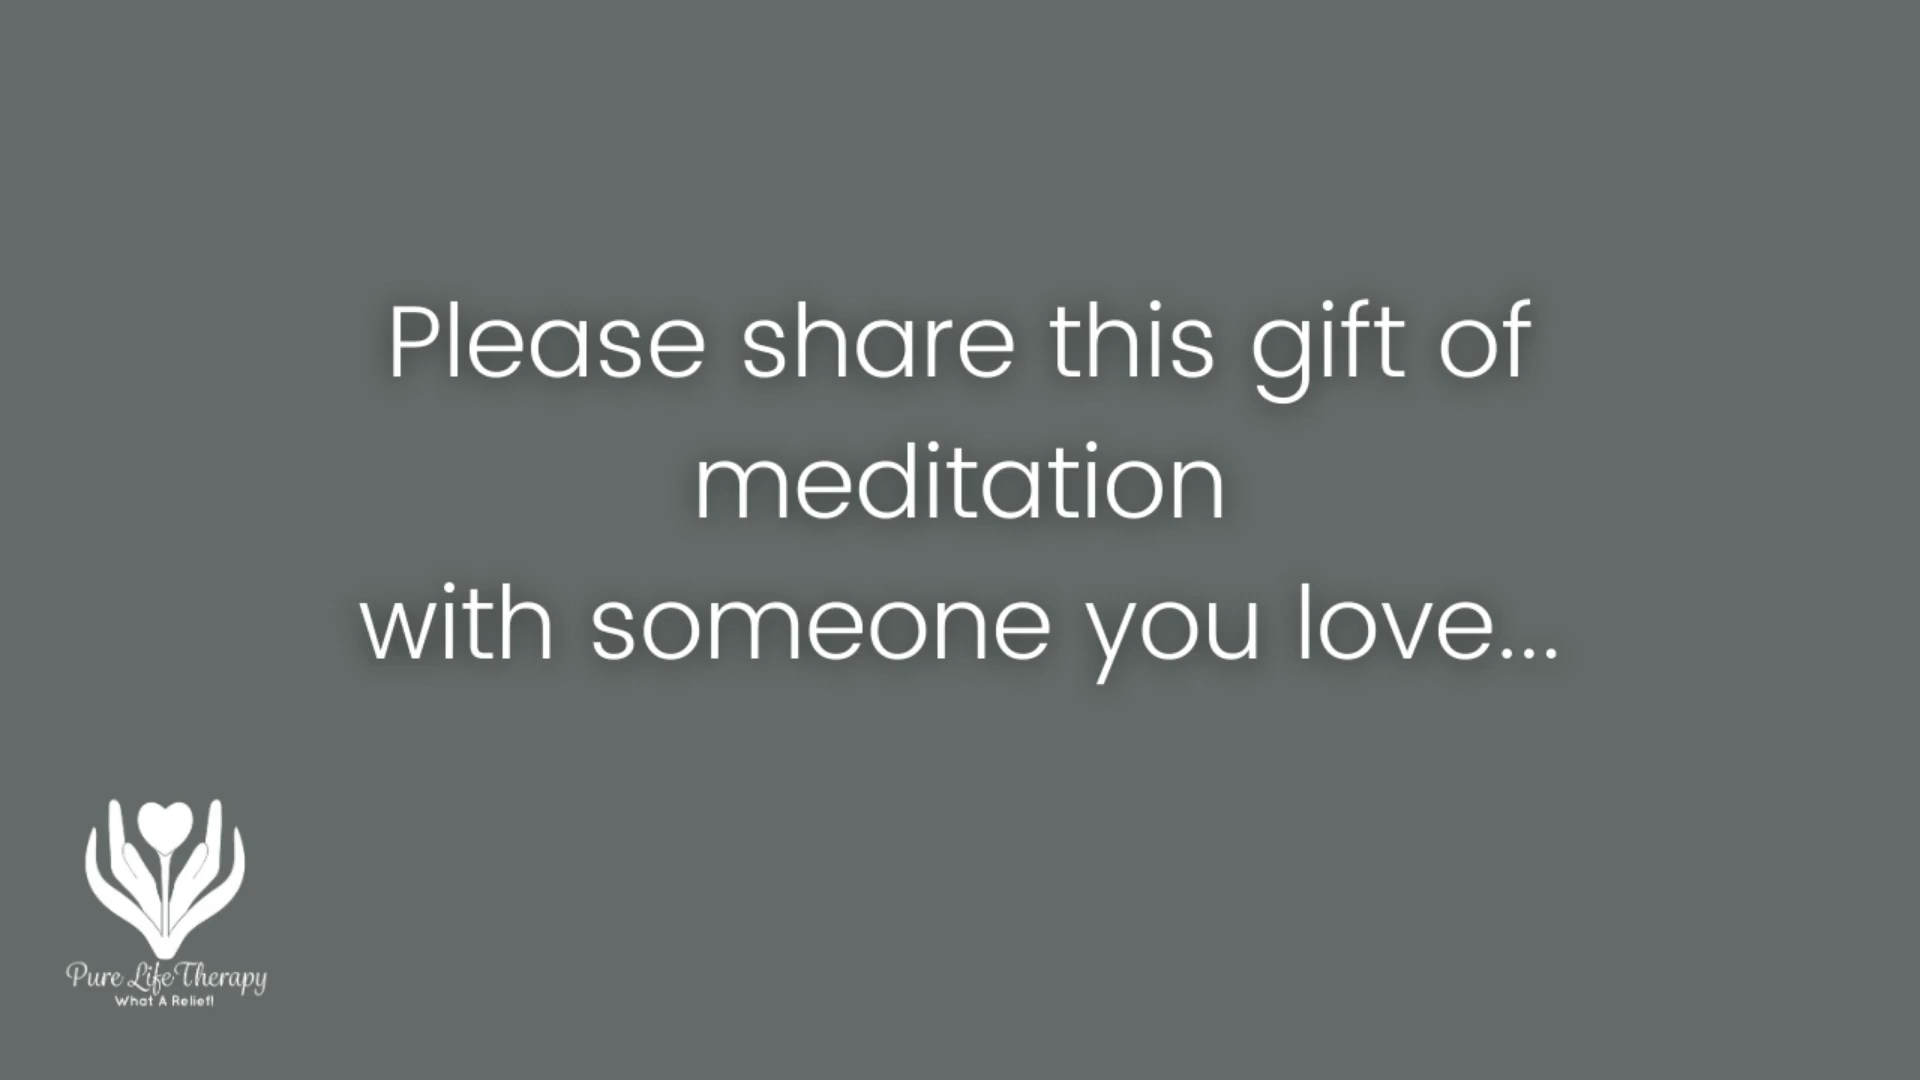 Please share this gift of
meditation
with someone you love...
Pure Life Therapy
What A Relief!